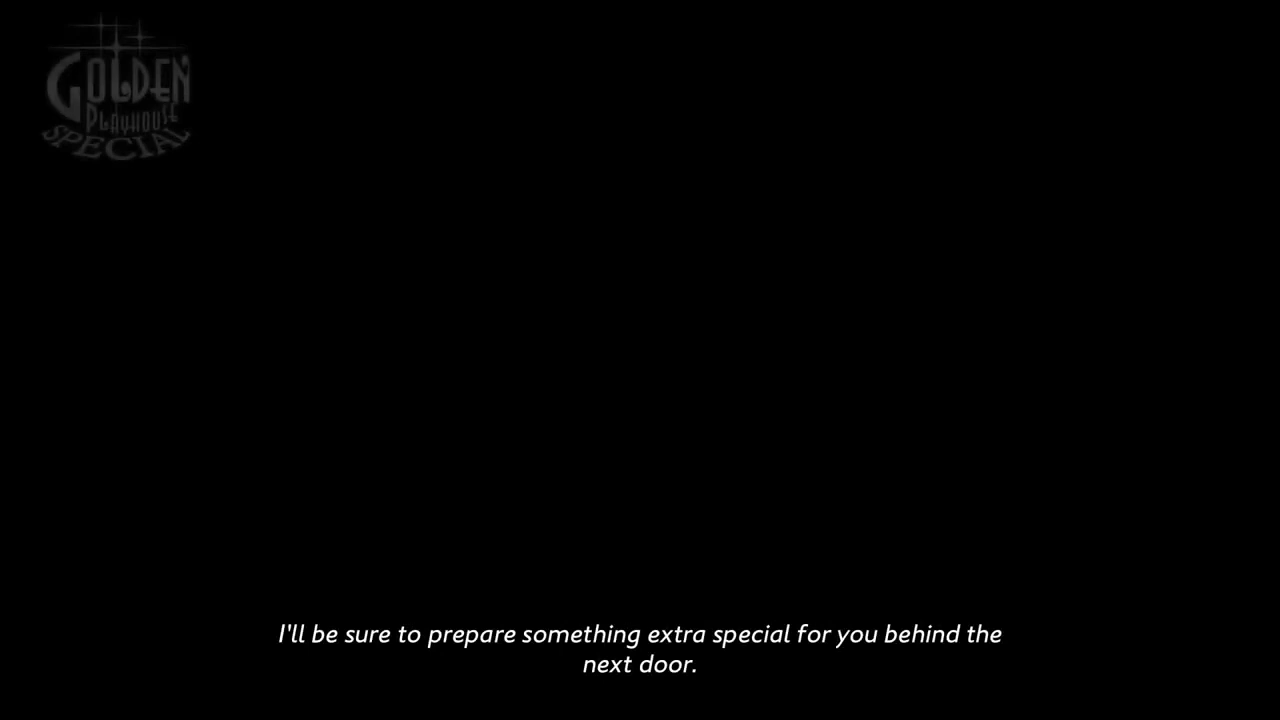 GOLDEN
PLAYHOUSE
SPECIAL
I'll be sure to prepare something extra special for you behind the
next door.